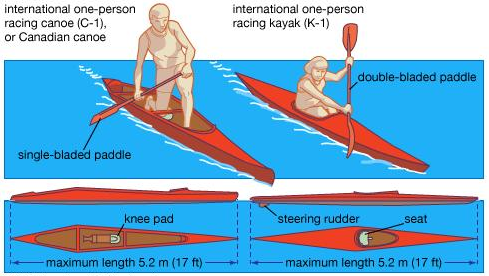 international one-person
racing canoe (C-1),
or Canadian canoe
international one-person
racing kayak (K-1)
double-bladed paddle
single-bladed paddle
knee pad
steering rudder
seat
maximum length 5.2 m (17 ft)
maximum length 5.2 m (17 ft)